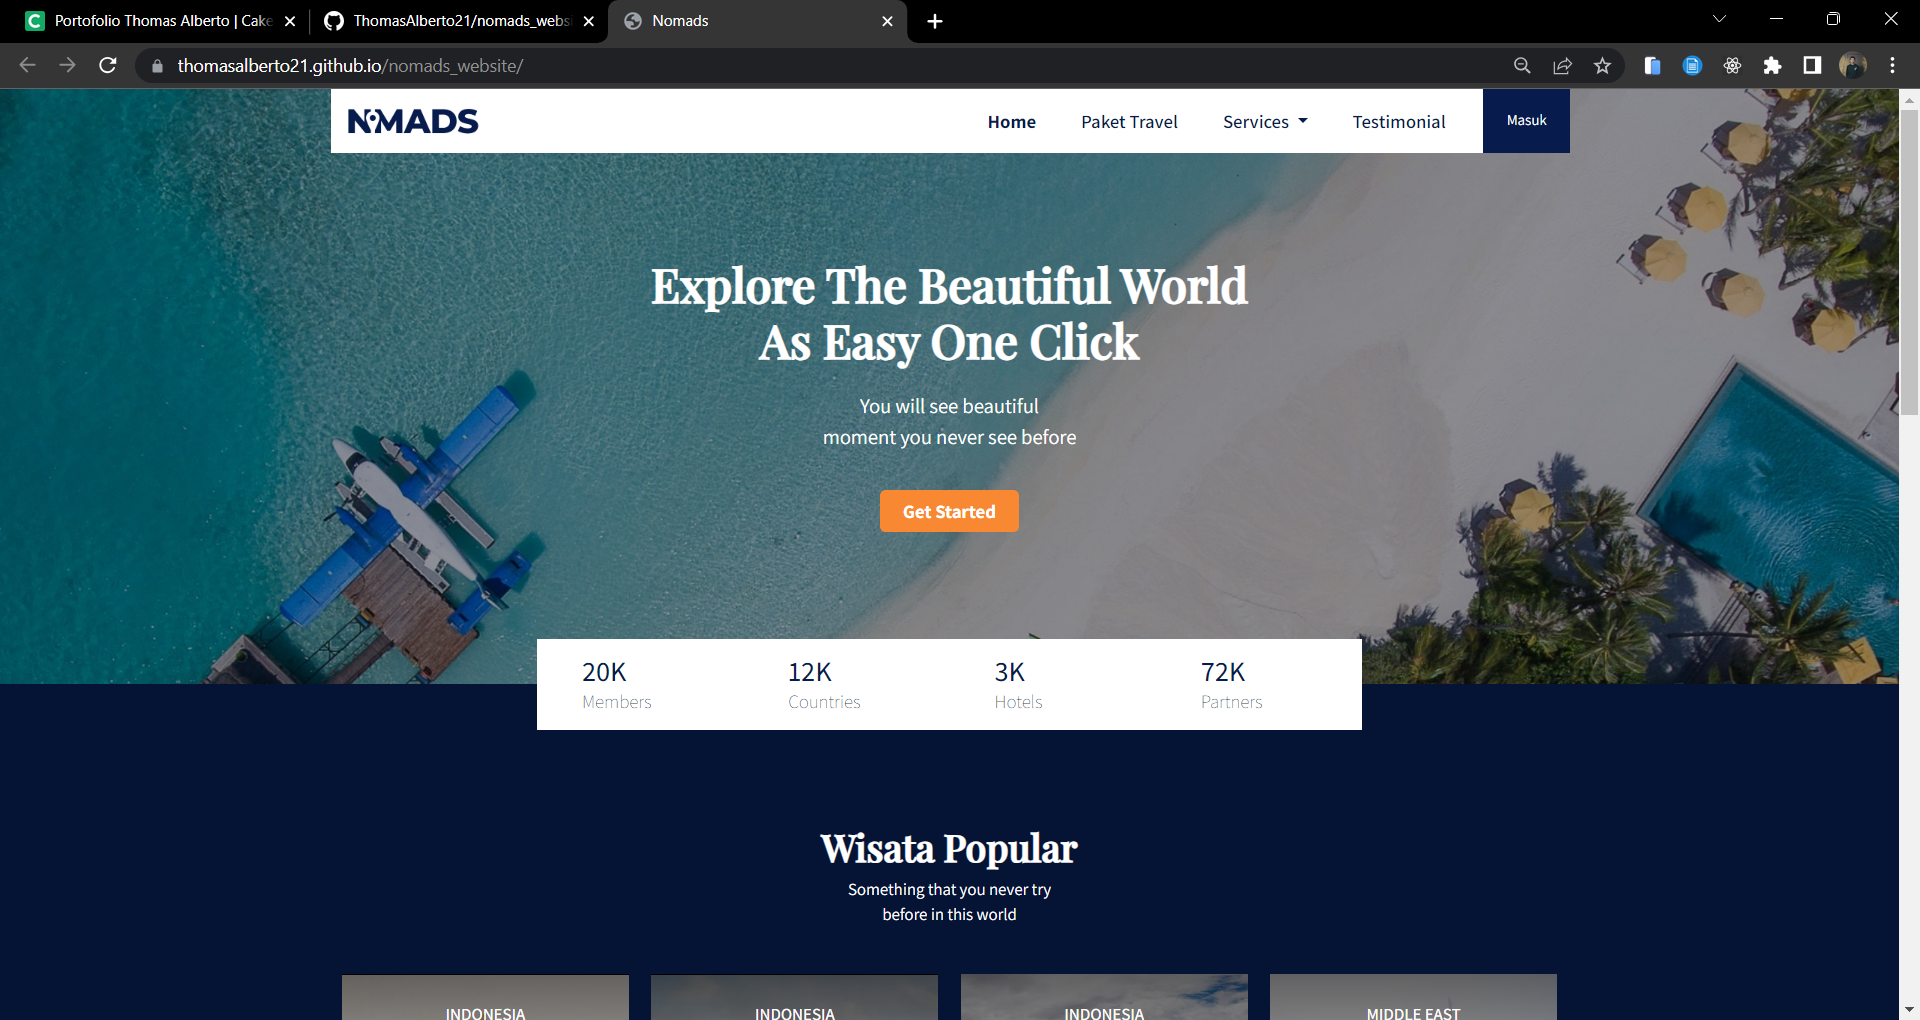 Portofolio Thomas Alberto | Cake
ThomasAlberto21/nomads_webs
Nomads
thomasalberto21.github.io/nomads_website/
NOMADS
Home
Paket Travel
Services
Testimonial
Masuk
Explore The Beautiful World
As Easy One Click
You will see beautiful
moment you never see before
Get Started
20K
Members
12K
Countries
3K
Hotels
72K
Partners
Wisata Popular
Something that you never try
before in this world
INDONESIA
INDONESIA
INDONESIA
MIDDLE EAST